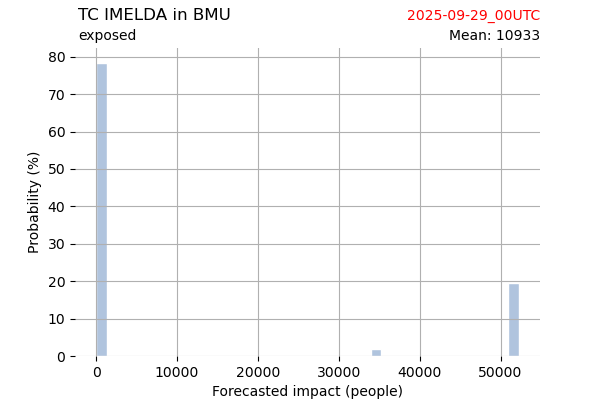 TC IMELDA in BMU
2025-09-29_00UTC
exposed
Mean: 10933
80
70
60
50
40
30
20
10
0
Probability (%)
0 10000 20000 30000 40000 50000
Forecasted impact (people)